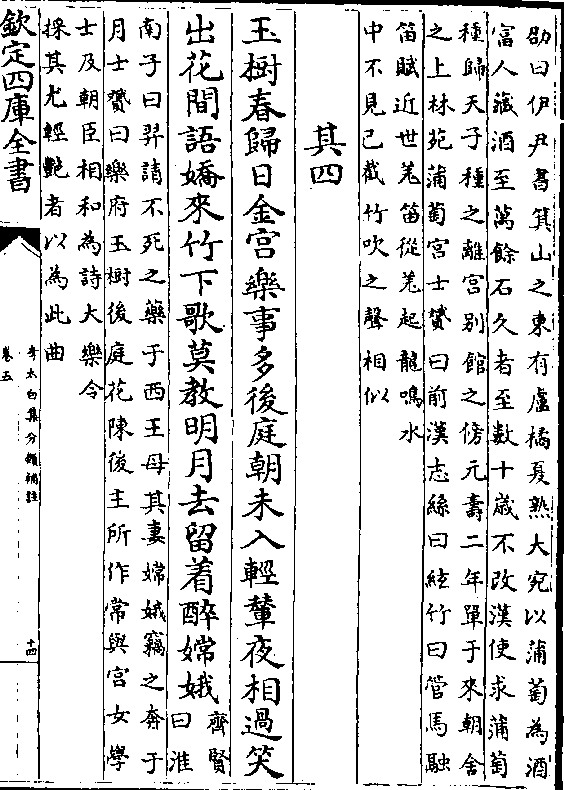 劭曰伊尹書箕山之東有盧橘夏熟大宛以蒲萄為酒
富人藏酒至萬餘石久者至數十歳不改漢使求蒲萄
種歸天子種之離宫别館之傍元壽二年單于來朝舍
之上林苑蒲萄宫士贇曰前漢志絲曰絃竹曰管馬融
笛賦近世羌笛從羌起龍鳴水
中不見已截竹吹之聲相似
其四
玉樹春歸日金宫樂事多後庭朝未入輕輦夜相過笑
出花間語嬌來竹下歌莫教明月去留着醉嫦娥
齊賢
曰淮
南子曰羿請不死之藥于西王母其妻嫦娥竊之奔于
月士贇曰樂府玉樹後庭花陳後主所作常與宫女學
士及朝臣相和為詩大樂令
採其尤輕艶者以為此曲
欽定四庫全書
李太白集分類補註
卷五
十四